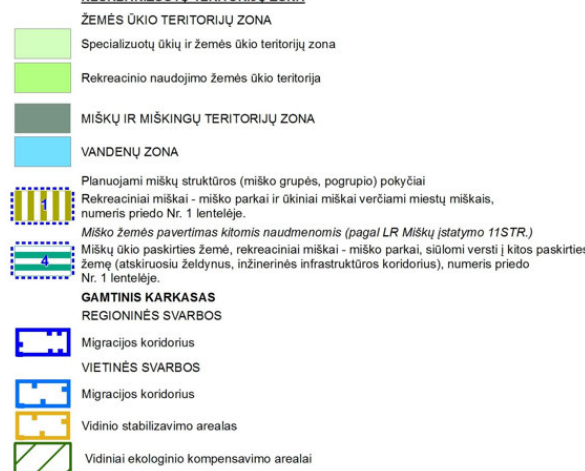 ŽEMĖS ŪKIO TERITORIJŲ ZONA
Specializuotų ūkių ir žemės ūkio teritorijų zona
Rekreacinio naudojimo žemės ūkio teritorija
MIŠKŲ IR MIŠKINGŲ TERITORIJŲ ZONA
VANDENŲ ZONA
Planuojami miškų struktūros (miško grupės, pogrupio) pokyčiai
1
Rekreaciniai miškai - miško parkai ir ūkiniai miškai verčiami miestų miškais,
numeris priedo Nr. 1 lentelėje.
Miško žemės pavertimas kitomis naudmenomis (pagal LR Miškų įstatymo 11STR.)
4
Miškų ūkio paskirties žemė, rekreaciniai miškai - miško parkai, siūlomi versti į kitos paskirties
žemę (atskiruosiu želdynus, inžinerinės infrastruktūros koridorius), numeris priedo
Nr. 1 lentelėje.
GAMTINIS KARKASAS
REGIONINĖS SVARBOS
Migracijos koridorius
VIETINĖS SVARBOS
Migracijos koridorius
Vidinio stabilizavimo arealas
Vidiniai ekologinio kompensavimo arealai